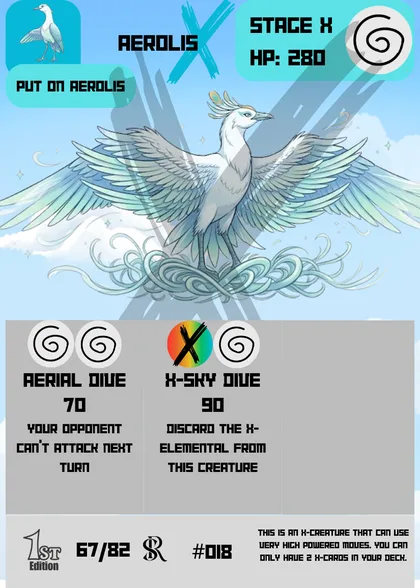 AEROLIS X
STAGE X
HP: 280
PUT ON AEROLIS
X
AERIAL DIVE
70
YOUR OPPONENT
CAN'T ATTACK NEXT
TURN
X-SKY DIVE
90
DISCARD THE X-
ELEMENTAL FROM
THIS CREATURE
1ST
Edition
67/82
SR
#018
THIS IS AN X-CREATURE THAT CAN USE
VERY HIGH POWERED MOVES. YOU CAN
ONLY HAVE 2 X-CARDS IN YOUR DECK.